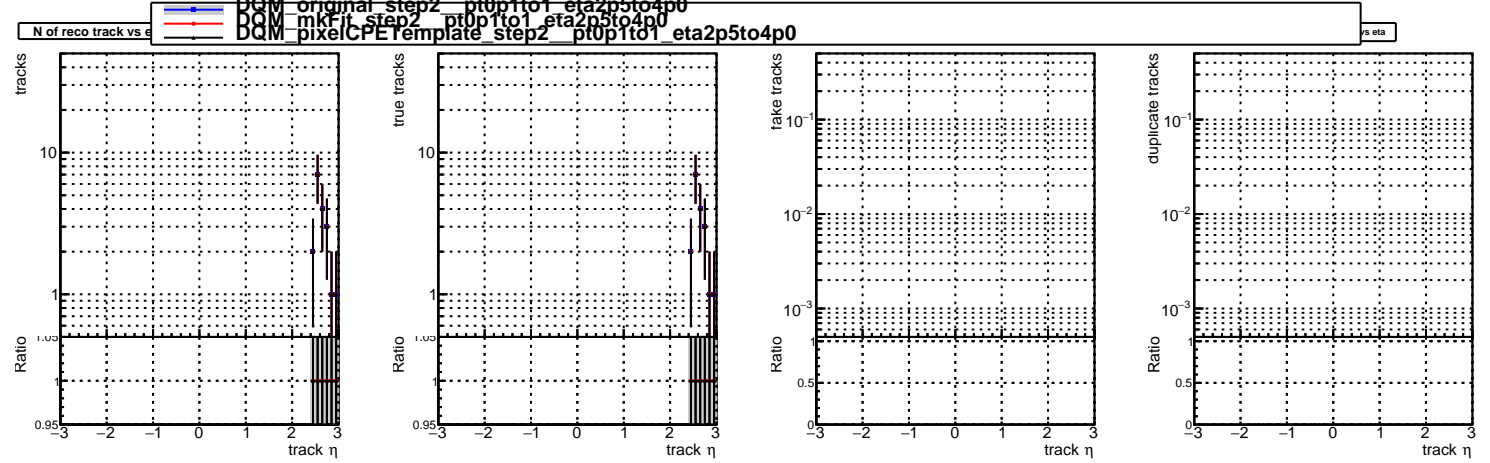 DQM_original_step2__pt0p1to1_eta2p5to4p0
DQM_mkFit_step2__pt0p1to1_eta2p5to4p0
DQM_pixelCPETemplate_step2__pt0p1to1_eta2p5to4p0
N of reco track vs e
vs eta
tracks
10
1
Ratio
1.05
1
0.95
−3 −2 −1 0 1 2 3
track η
true tracks
10
1
Ratio
1.05
1
0.95
−3 −2 −1 0 1 2 3
track η
fake tracks
10−1
10−2
10−3
Ratio
1
0.5
0
−3 −2 −1 0 1 2 3
track η
duplicate tracks
10−1
10−2
10−3
Ratio
1
0.5
0
−3 −2 −1 0 1 2 3
track η